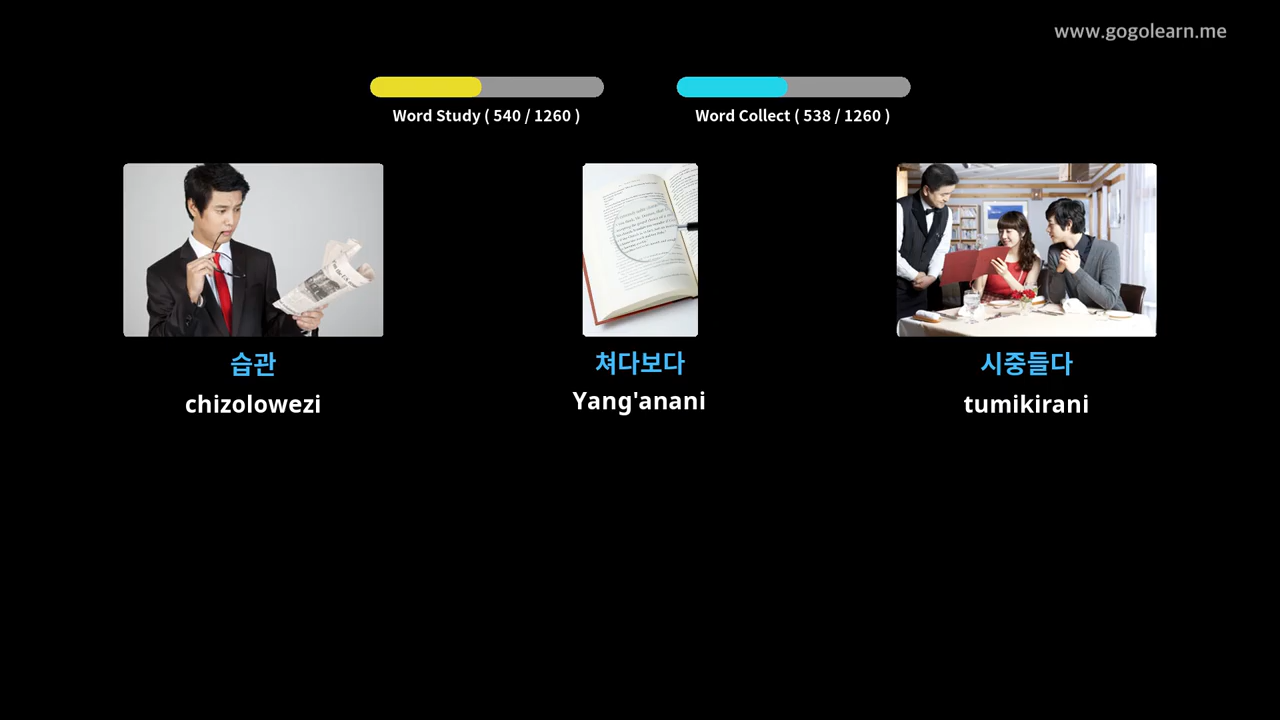 www.gogolearn.me
Word Study ( 540 / 1260 )
Word Collect ( 538 / 1260 )
습관
쳐다보다
시중들다
chizolowezi
Yang'anani
tumikirani